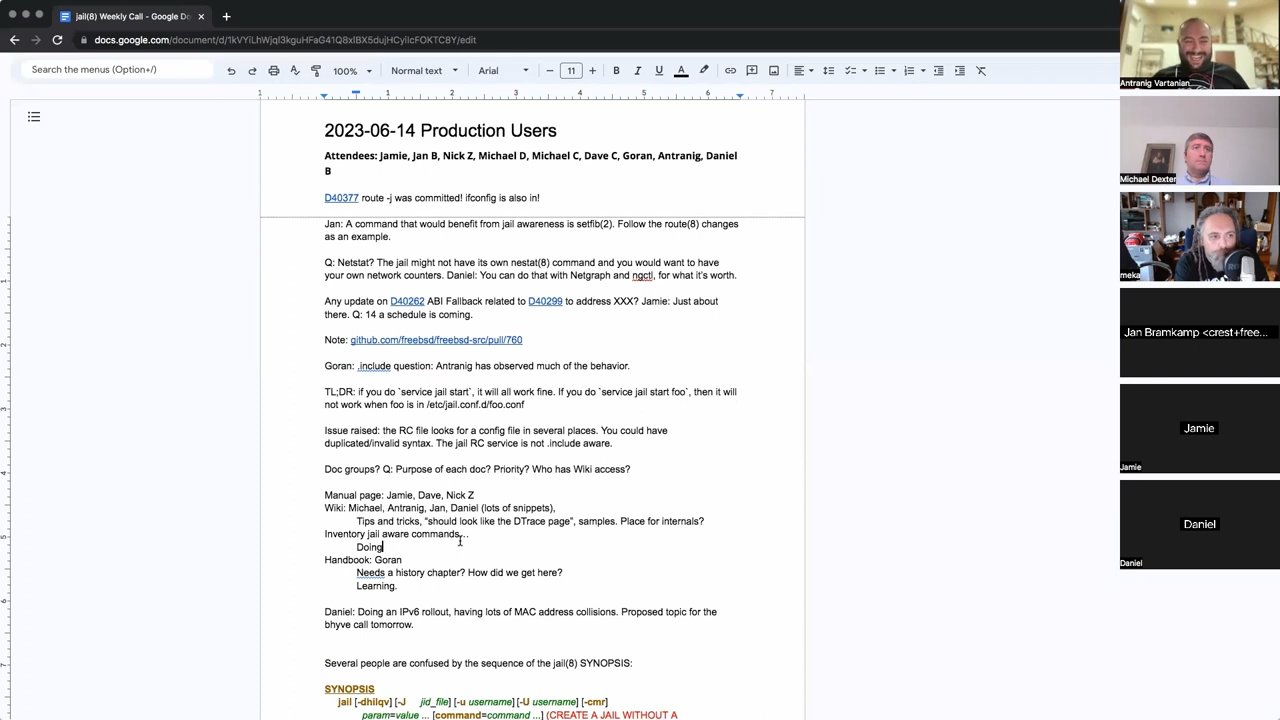 jail(8) Weekly Call - Google Do
docs.google.com/document/d/1kVYiLhWjql3kguHFaG41Q8xIBX5dujHCyilcFOKTC8Y/edit
Search the menus (Option+/)
100%
Normal text
Arial
11
B I U A
1 1 2 3 4 5 6 7
2023-06-14 Production Users
Attendees: Jamie, Jan B, Nick Z, Michael D, Michael C, Dave C, Goran, Antranig, Daniel
B
D40377 route -j was committed! ifconfig is also in!
Jan: A command that would benefit from jail awareness is setfib(2). Follow the route(8) changes
as an example.
Q: Netstat? The jail might not have its own nestat(8) command and you would want to have
your own network counters. Daniel: You can do that with Netgraph and ngctl, for what it's worth.
Any update on D40262 ABI Fallback related to D40299 to address XXX? Jamie: Just about
there. Q: 14 a schedule is coming.
Note: github.com/freebsd/freebsd-src/pull/760
Goran: .include question: Antranig has observed much of the behavior.
TL;DR: if you do `service jail start`, it will all work fine. If you do `service jail start foo`, then it will
not work when foo is in /etc/jail.conf.d/foo.conf
Issue raised: the RC file looks for a config file in several places. You could have
duplicated/invalid syntax. The jail RC service is not .include aware.
Doc groups? Q: Purpose of each doc? Priority? Who has Wiki access?
Manual page: Jamie, Dave, Nick Z
Wiki: Michael, Antranig, Jan, Daniel (lots of snippets),
Tips and tricks, "should look like the DTrace page", samples. Place for internals?
Inventory jail aware commands...
Doing
Handbook: Goran
Needs a history chapter? How did we get here?
Learning.
Daniel: Doing an IPv6 rollout, having lots of MAC address collisions. Proposed topic for the
bhyve call tomorrow.
Several people are confused by the sequence of the jail(8) SYNOPSIS:
SYNOPSIS
jail [-dhilqv] [-J jid_file] [-u username] [-U username] [-cmr]
param=value ... [command=command ...] (CREATE A JAIL WITHOUT A
Antranig Vartanian
Michael Dexter
meka
Jan Bramkamp <crest+free...
Jamie
Jamie
Daniel
Daniel